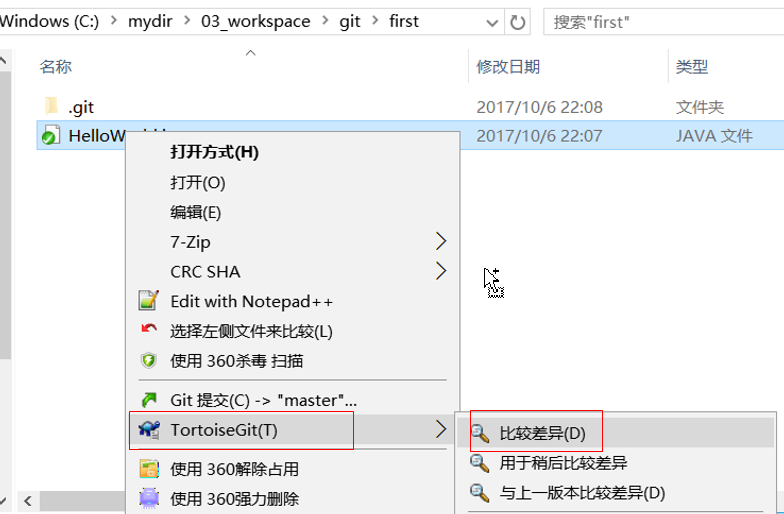 Windows (C:) > mydir > 03_workspace > git > first
搜索"first"
名称 修改日期 类型
.git 2017/10/6 22:08 文件夹
2017/10/6 22:07 JAVA 文件
打开方式(H)
打开(O)
编辑(E)
7-Zip
CRC SHA
Edit with Notepad++
选择左侧文件来比较(L)
使用 360杀毒 扫描
Git 提交(C) -> "master"...
TortoiseGit(T)
比较差异(D)
用于稍后比较差异
与上一版本比较差异(D)
使用 360解除占用
使用 360强力删除